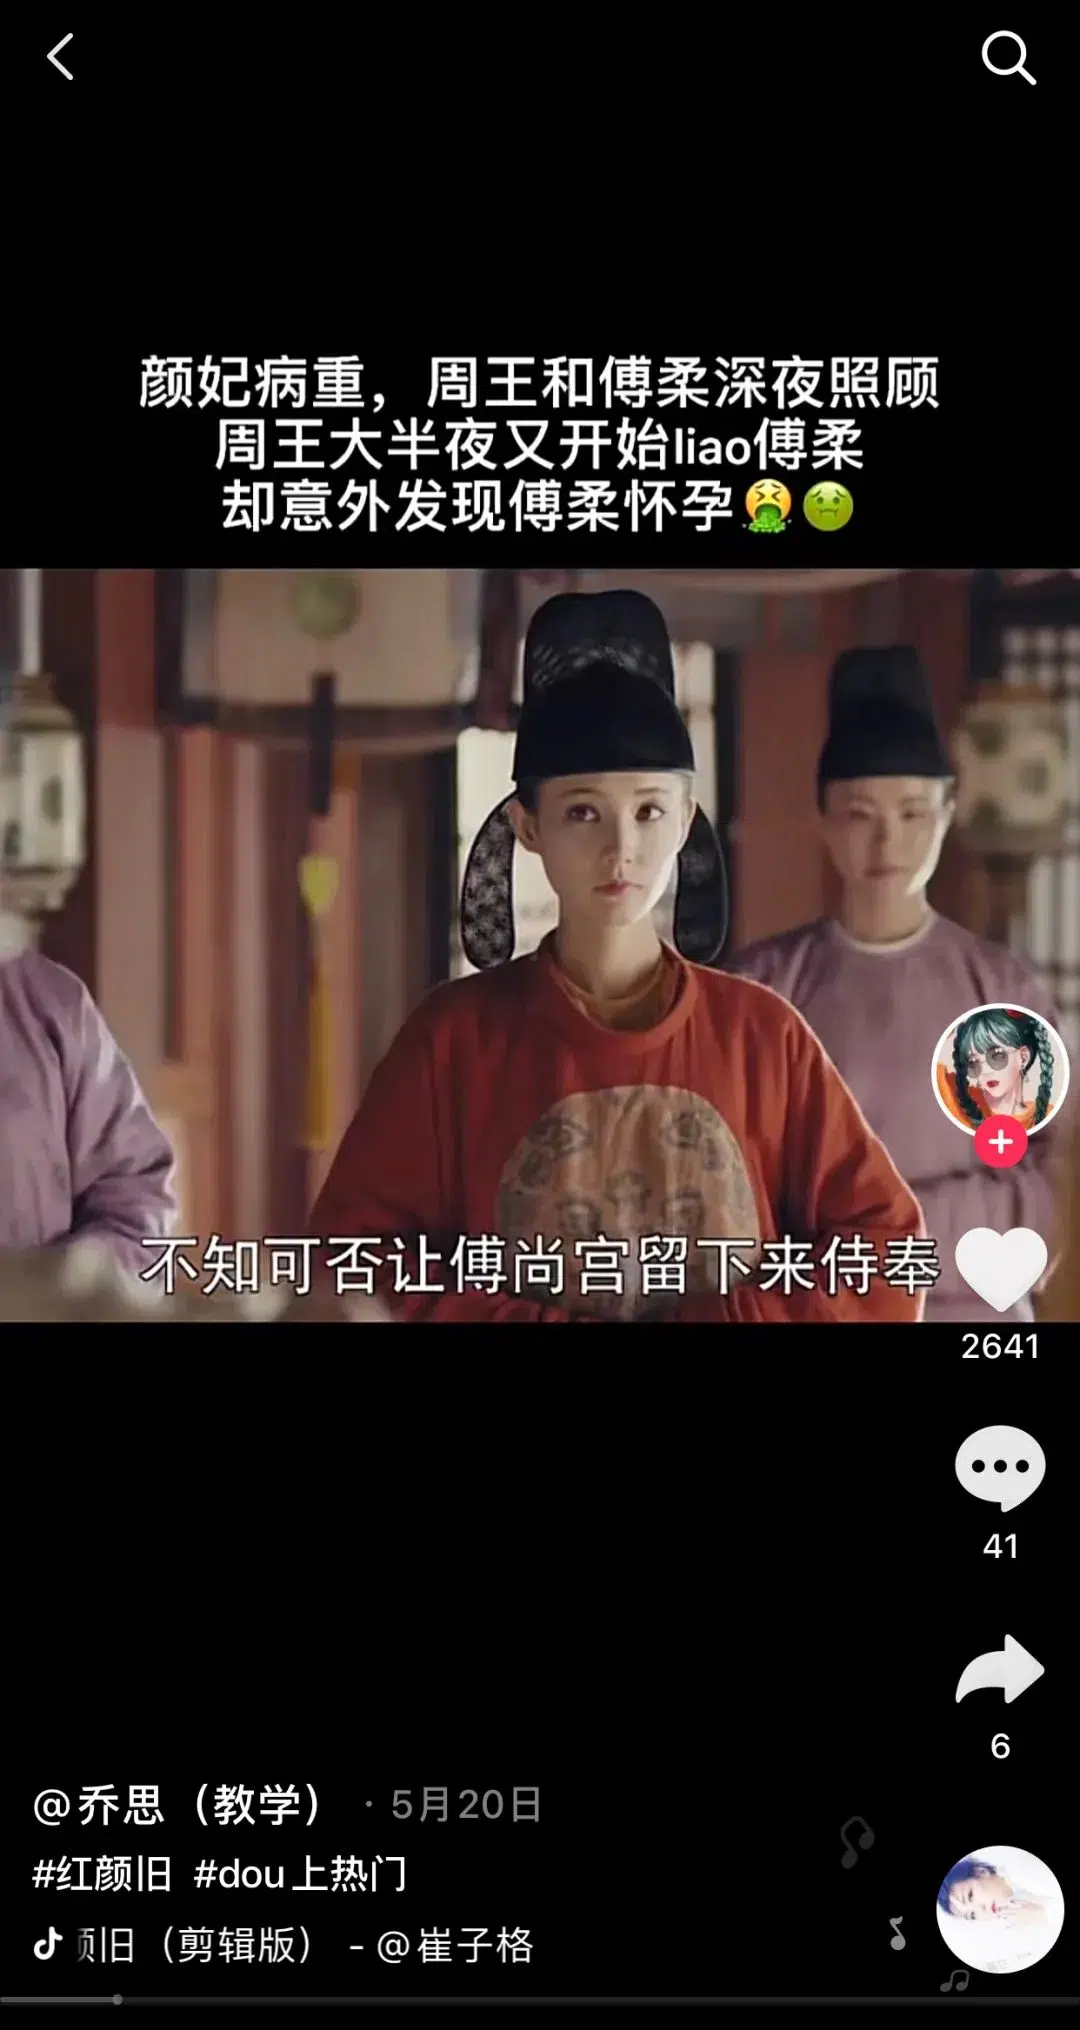 颜妃病重，周王和傅柔深夜照顾
周王大半夜又开始liao傅柔
却意外发现傅柔怀孕🤮🤢
不知可否让傅尚宫留下来侍奉
2641
41
6
@乔思（教学） · 5月20日
#红颜旧 #dou上热门
颜旧（剪辑版） - @崔子格